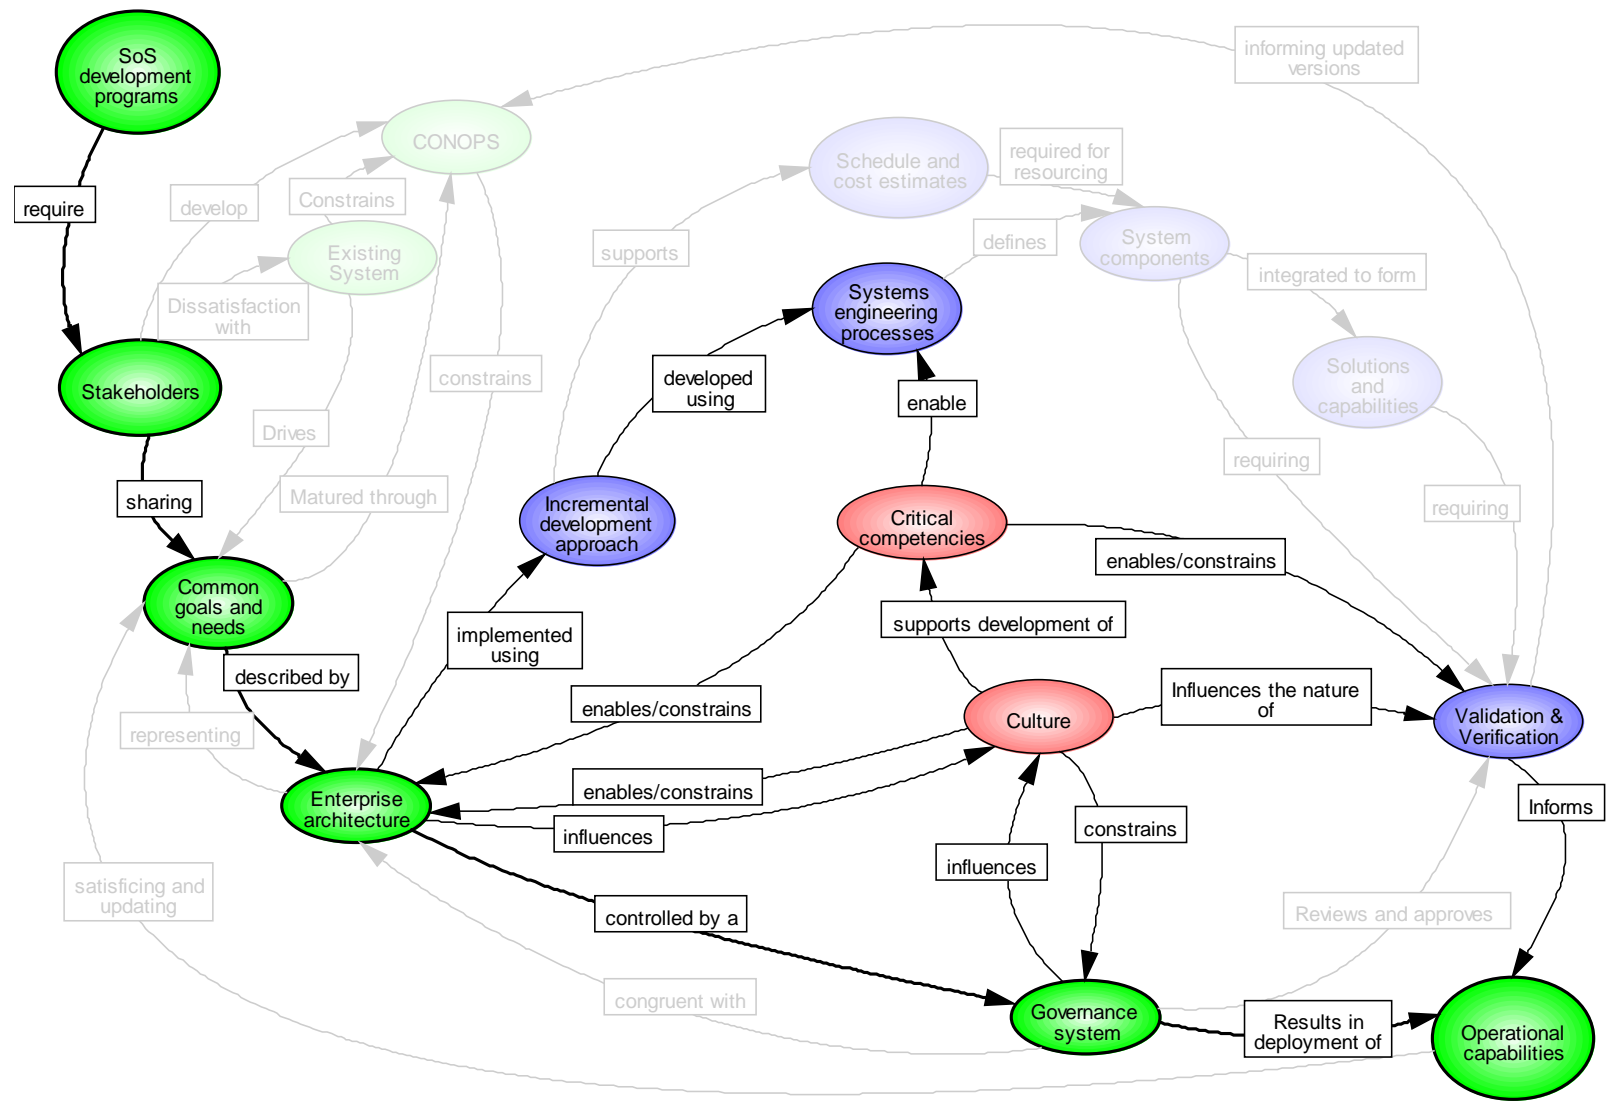 SoS
development
programs
informing updated
versions
CONOPS
Schedule and
cost estimates
required for
resourcing
require
develop
Constrains
Existing
System
supports
defines
System
components
integrated to form
Dissatisfaction
with
Systems
engineering
processes
Stakeholders
constrains
developed
using
enable
Solutions
and
capabilities
Drives
requiring
sharing
Matured through
Incremental
development
approach
Critical
competencies
requiring
enables/constrains
Common
goals and
needs
implemented
using
supports development of
described by
enables/constrains
Culture
Influences the nature
of
Validation &
Verification
representing
Enterprise
architecture
enables/constrains
influences
constrains
Informs
influences
satisficing and
updating
controlled by a
Reviews and approves
congruent with
Governance
system
Results in
deployment of
Operational
capabilities